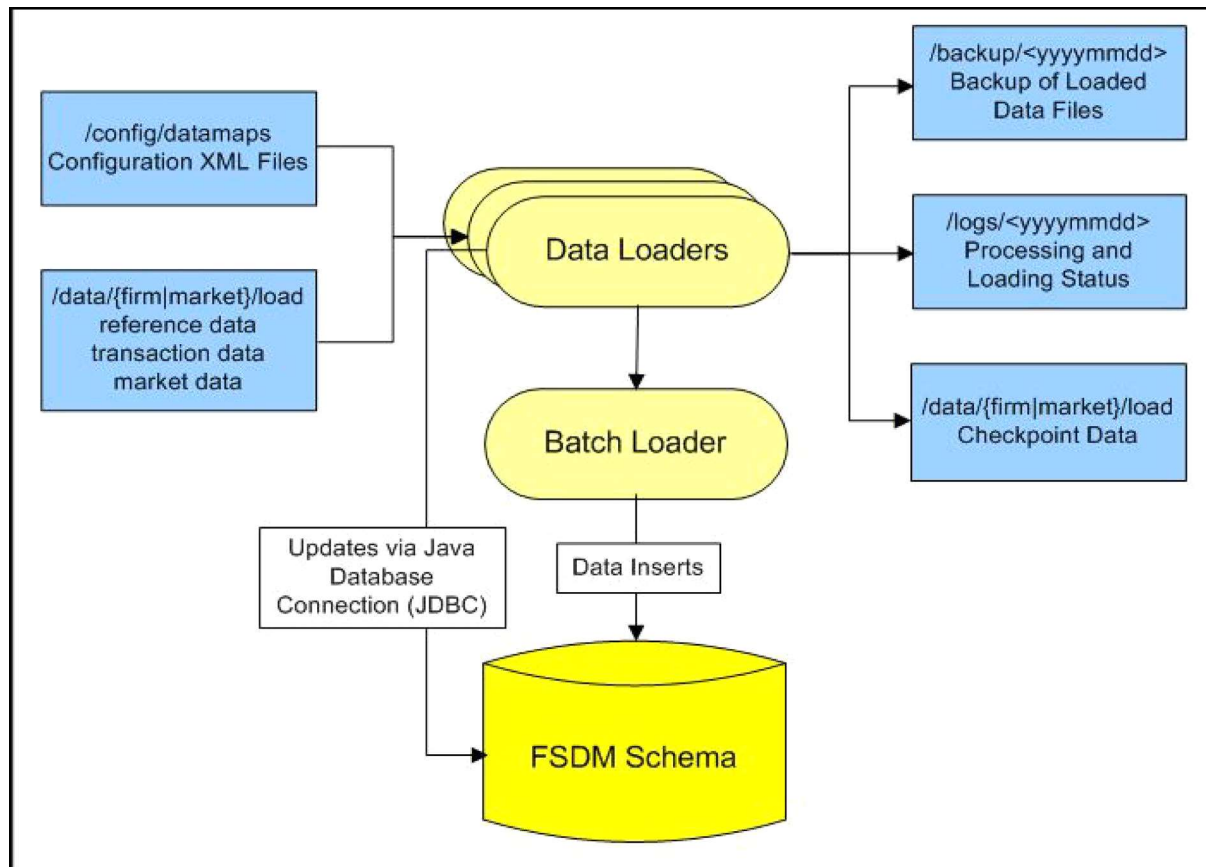 /config/datamaps
Configuration XML Files
/data/{firm|market}/load
reference data
transaction data
market data
Data Loaders
Batch Loader
Updates via Java
Database
Connection (JDBC)
Data Inserts
FSDM Schema
/backup/<yyyymmdd>
Backup of Loaded
Data Files
/logs/<yyyymmdd>
Processing and
Loading Status
/data/{firm|market}/load
Checkpoint Data